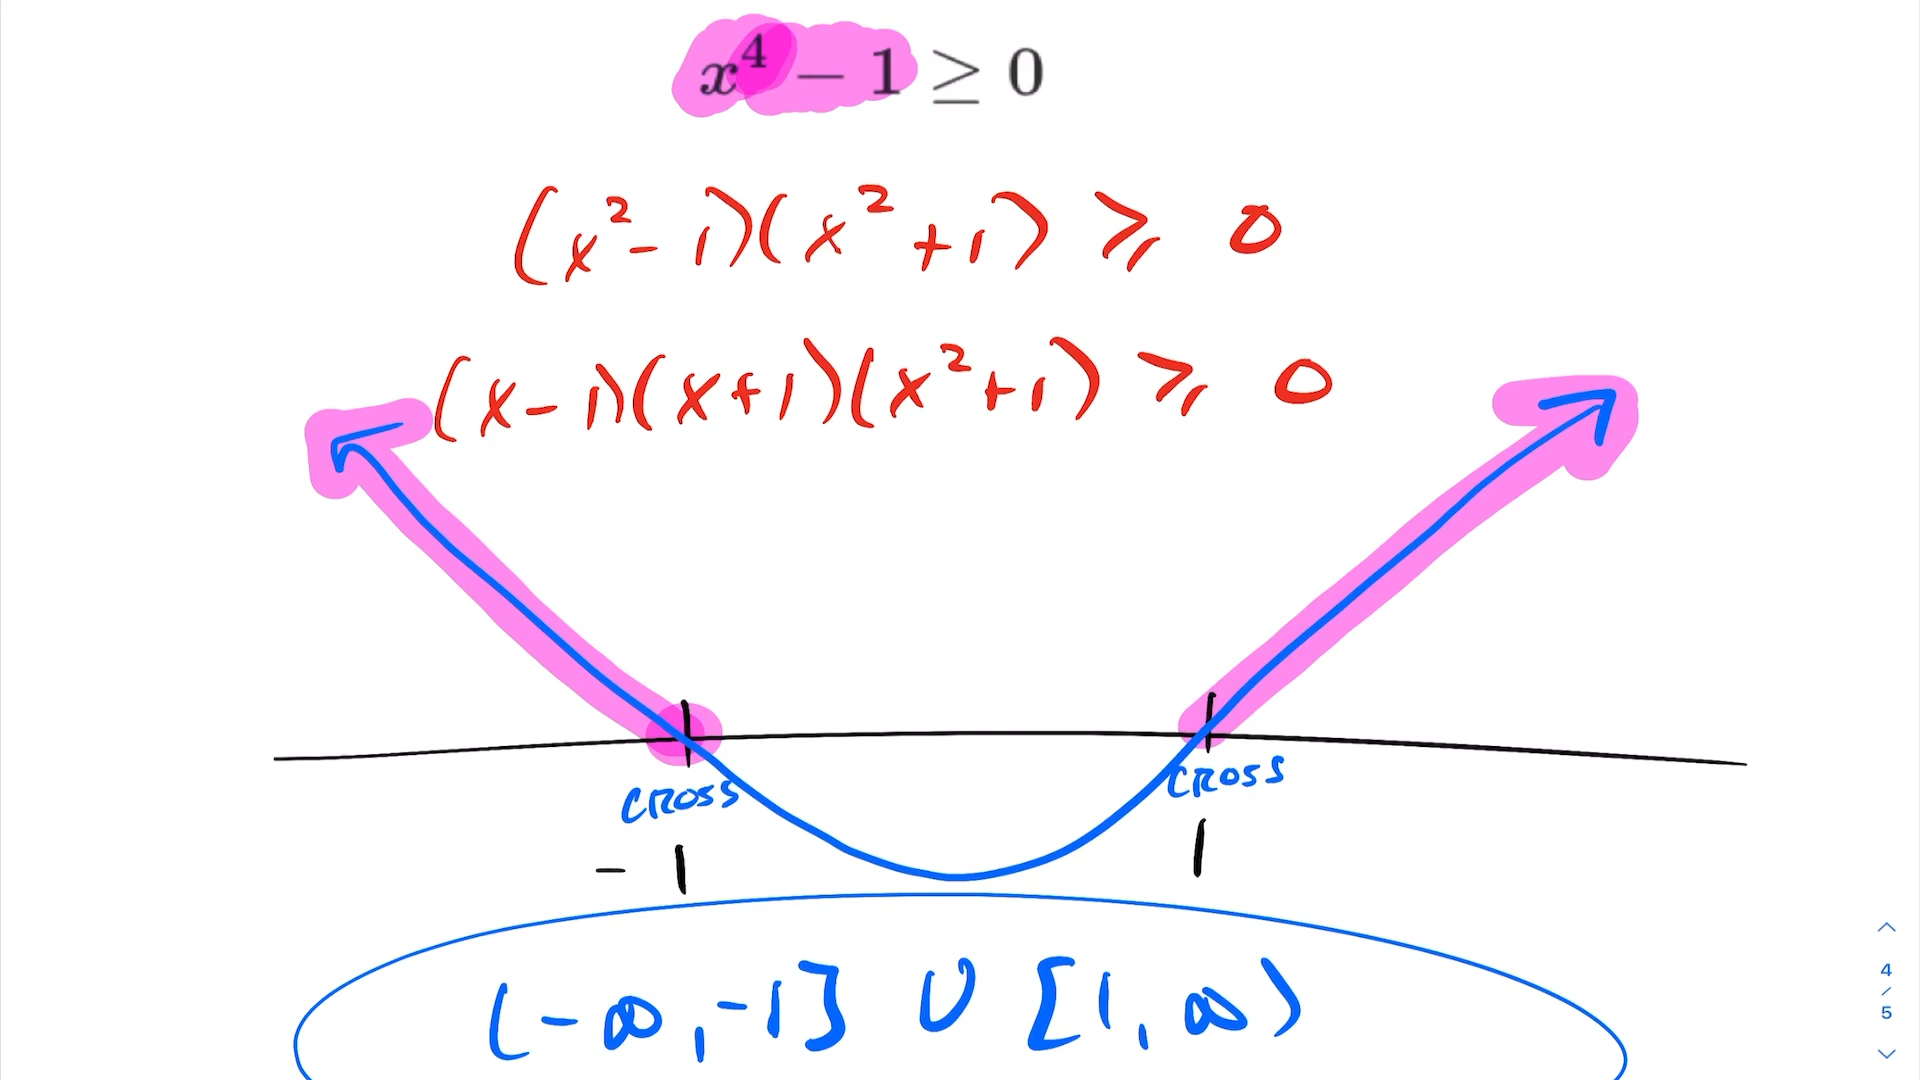 x⁴ − 1 ≥ 0
(x² - 1)(x² + 1) ⩾ 0
(x - 1)(x + 1)(x² + 1) ⩾ 0
CROSS CROSS
- 1 1
(-∞, -1] ∪ [1, ∞)
4
/
5